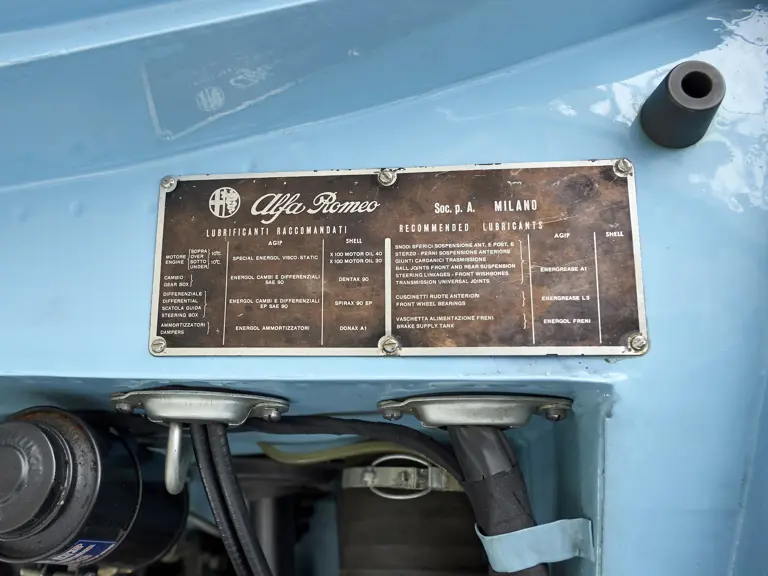 Alfa Romeo Soc. p. A. MILANO
LUBRIFICANTI RACCOMANDATI
RECOMMENDED LUBRICANTS
AGIP SHELL
MOTORE ENGINE SOPRA OVER 10°C. SOTTO UNDER 10°C. SPECIAL ENERGOL VISCO-STATIC X 100 MOTOR OIL 40 X 100 MOTOR OIL 30
CAMBIO GEAR BOX ENERGOL CAMBI E DIFFERENZIALI SAE 90 DENTAX 90
DIFFERENZIALE DIFFERENTIAL SCATOLA GUIDA STEERING BOX ENERGOL CAMBI E DIFFERENZIALI EP SAE 90 SPIRAX 90 EP
AMMORTIZZATORI DAMPERS ENERGOL AMMORTIZZATORI DONAX A1
AGIP SHELL
SNODI SFERICI SOSPENSIONE ANT. E POST. E
STERZO - PERNI SOSPENSIONE ANTERIORE
GIUNTI CARDANICI TRASMISSIONE
BALL JOINTS FRONT AND REAR SUSPENSION
STEERING LINKAGES - FRONT WISHBONES
TRANSMISSION UNIVERSAL JOINTS
ENERGREASE A1
CUSCINETTI RUOTE ANTERIORI
FRONT WHEEL BEARINGS
ENERGREASE LS
VASCHETTA ALIMENTAZIONE FRENI
BRAKE SUPPLY TANK
ENERGOL FRENI